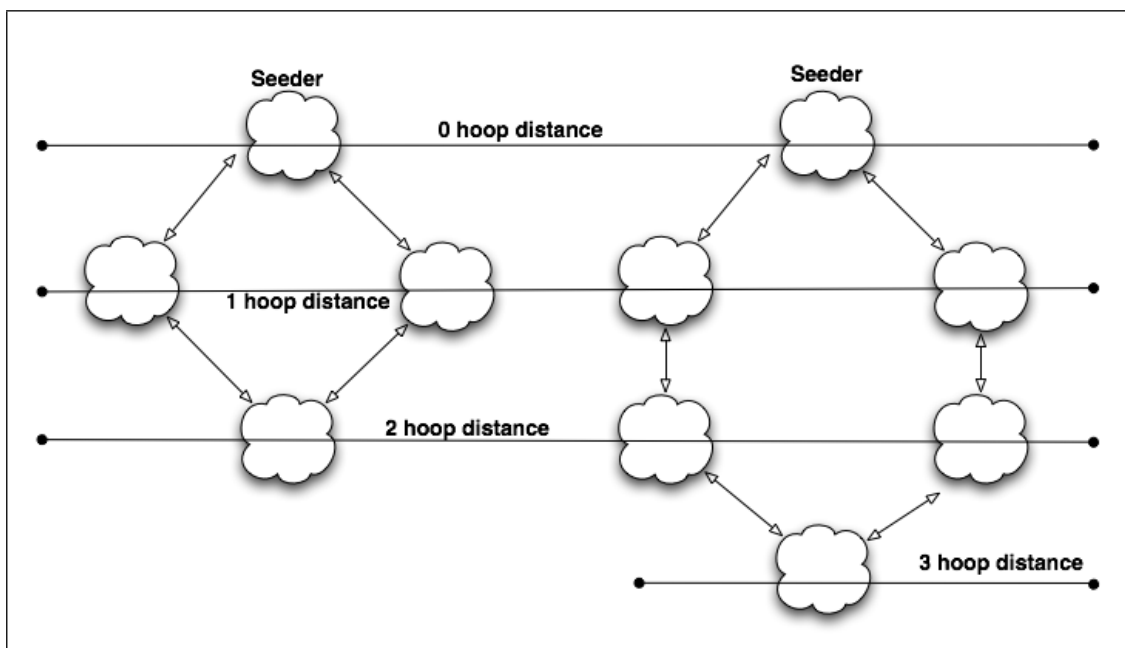 Seeder
Seeder
0 hoop distance
1 hoop distance
2 hoop distance
3 hoop distance